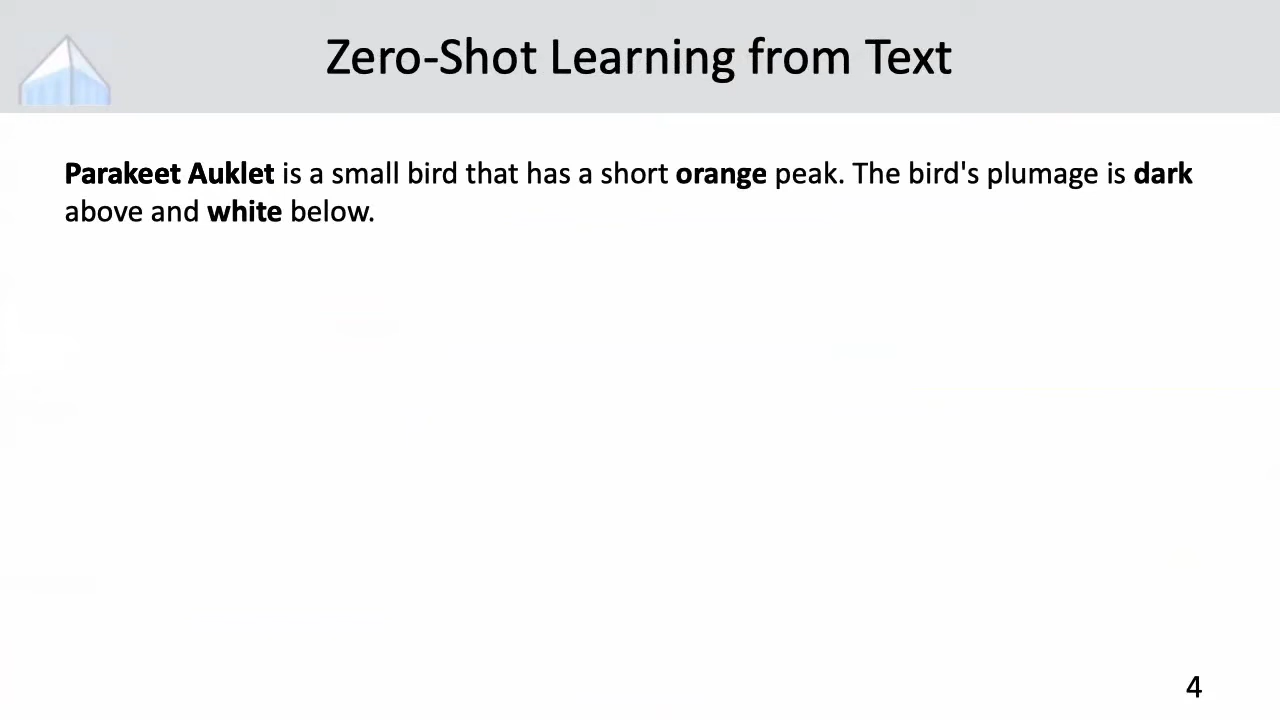 Zero-Shot Learning from Text
Parakeet Auklet is a small bird that has a short orange peak. The bird's plumage is dark
above and white below.
4